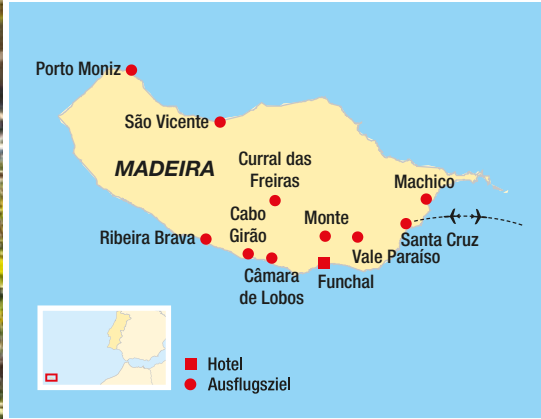 Porto Moniz
São Vicente
MADEIRA
Curral das
Freiras
Machico
Cabo
Girão
Monte
Ribeira Brava
Santa Cruz
Vale Paraíso
Câmara
de Lobos
Funchal
Hotel
Ausflugsziel